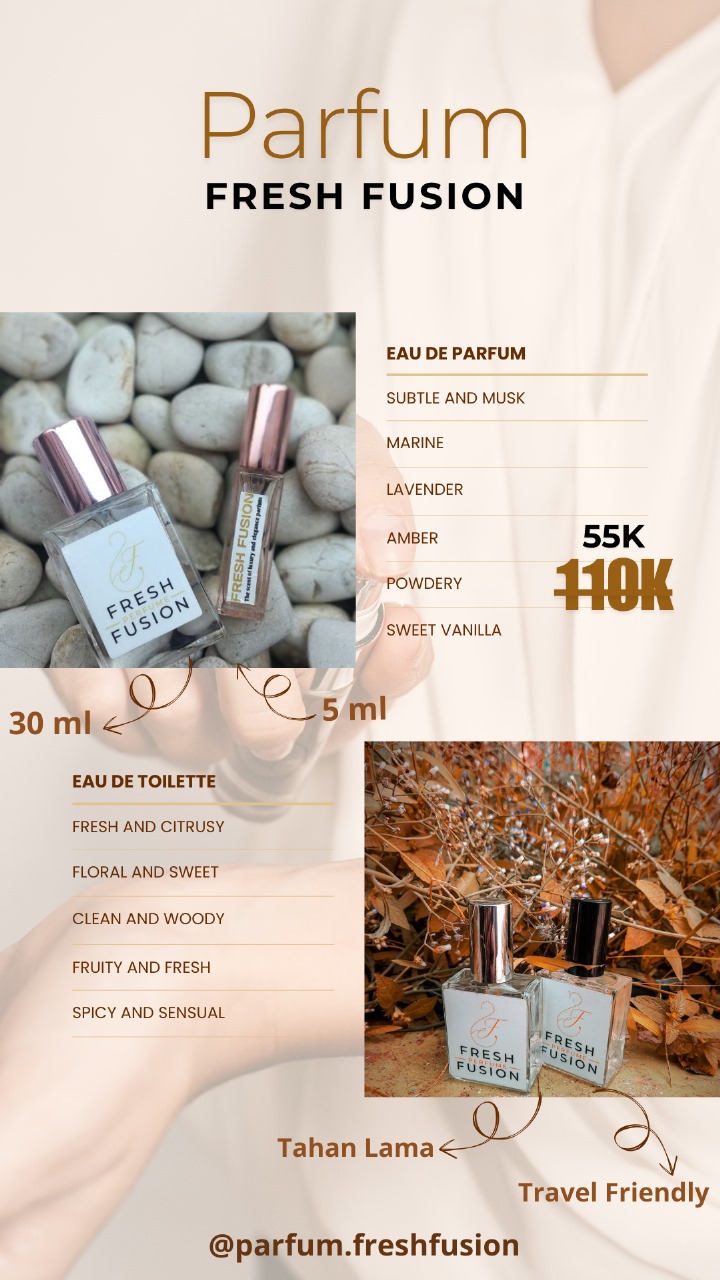 Parfum
FRESH FUSION
EAU DE PARFUM
SUBTLE AND MUSK
MARINE
LAVENDER
AMBER
55K
110K
POWDERY
SWEET VANILLA
FRESH
PERFUME
FUSION
FRESH FUSION
The scent of luxury and elegance parfum
30 ml
5 ml
EAU DE TOILETTE
FRESH AND CITRUSY
FLORAL AND SWEET
CLEAN AND WOODY
FRUITY AND FRESH
SPICY AND SENSUAL
FRESH
PERFUME
FUSION
FRESH
PERFUME
FUSION
Tahan Lama
Travel Friendly
@parfum.freshfusion